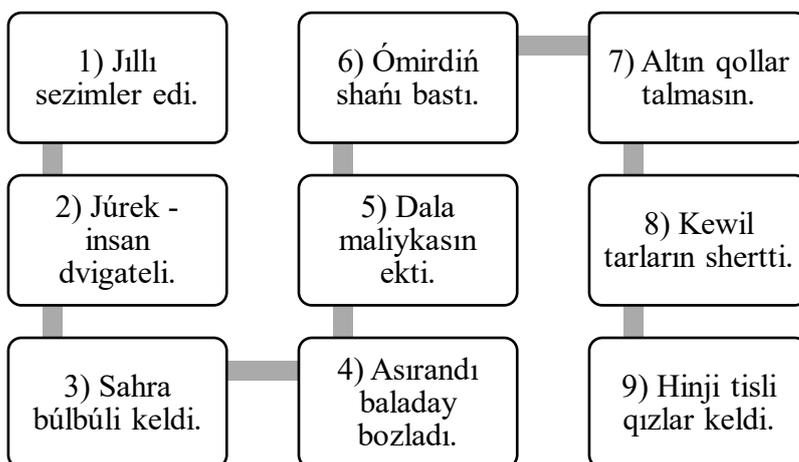 1) Jıllı
sezimler edi.
2) Júrek -
insan
dvigateli.
3) Sahra
búlbúli keldi.
4) Asırandı
baladay
bozladı.
5) Dala
maliykasın
ekti.
6) Ómirdiń
shańı bastı.
7) Altın qollar
talmasın.
8) Kewil
tarların shertti.
9) Hinji tisli
qızlar keldi.